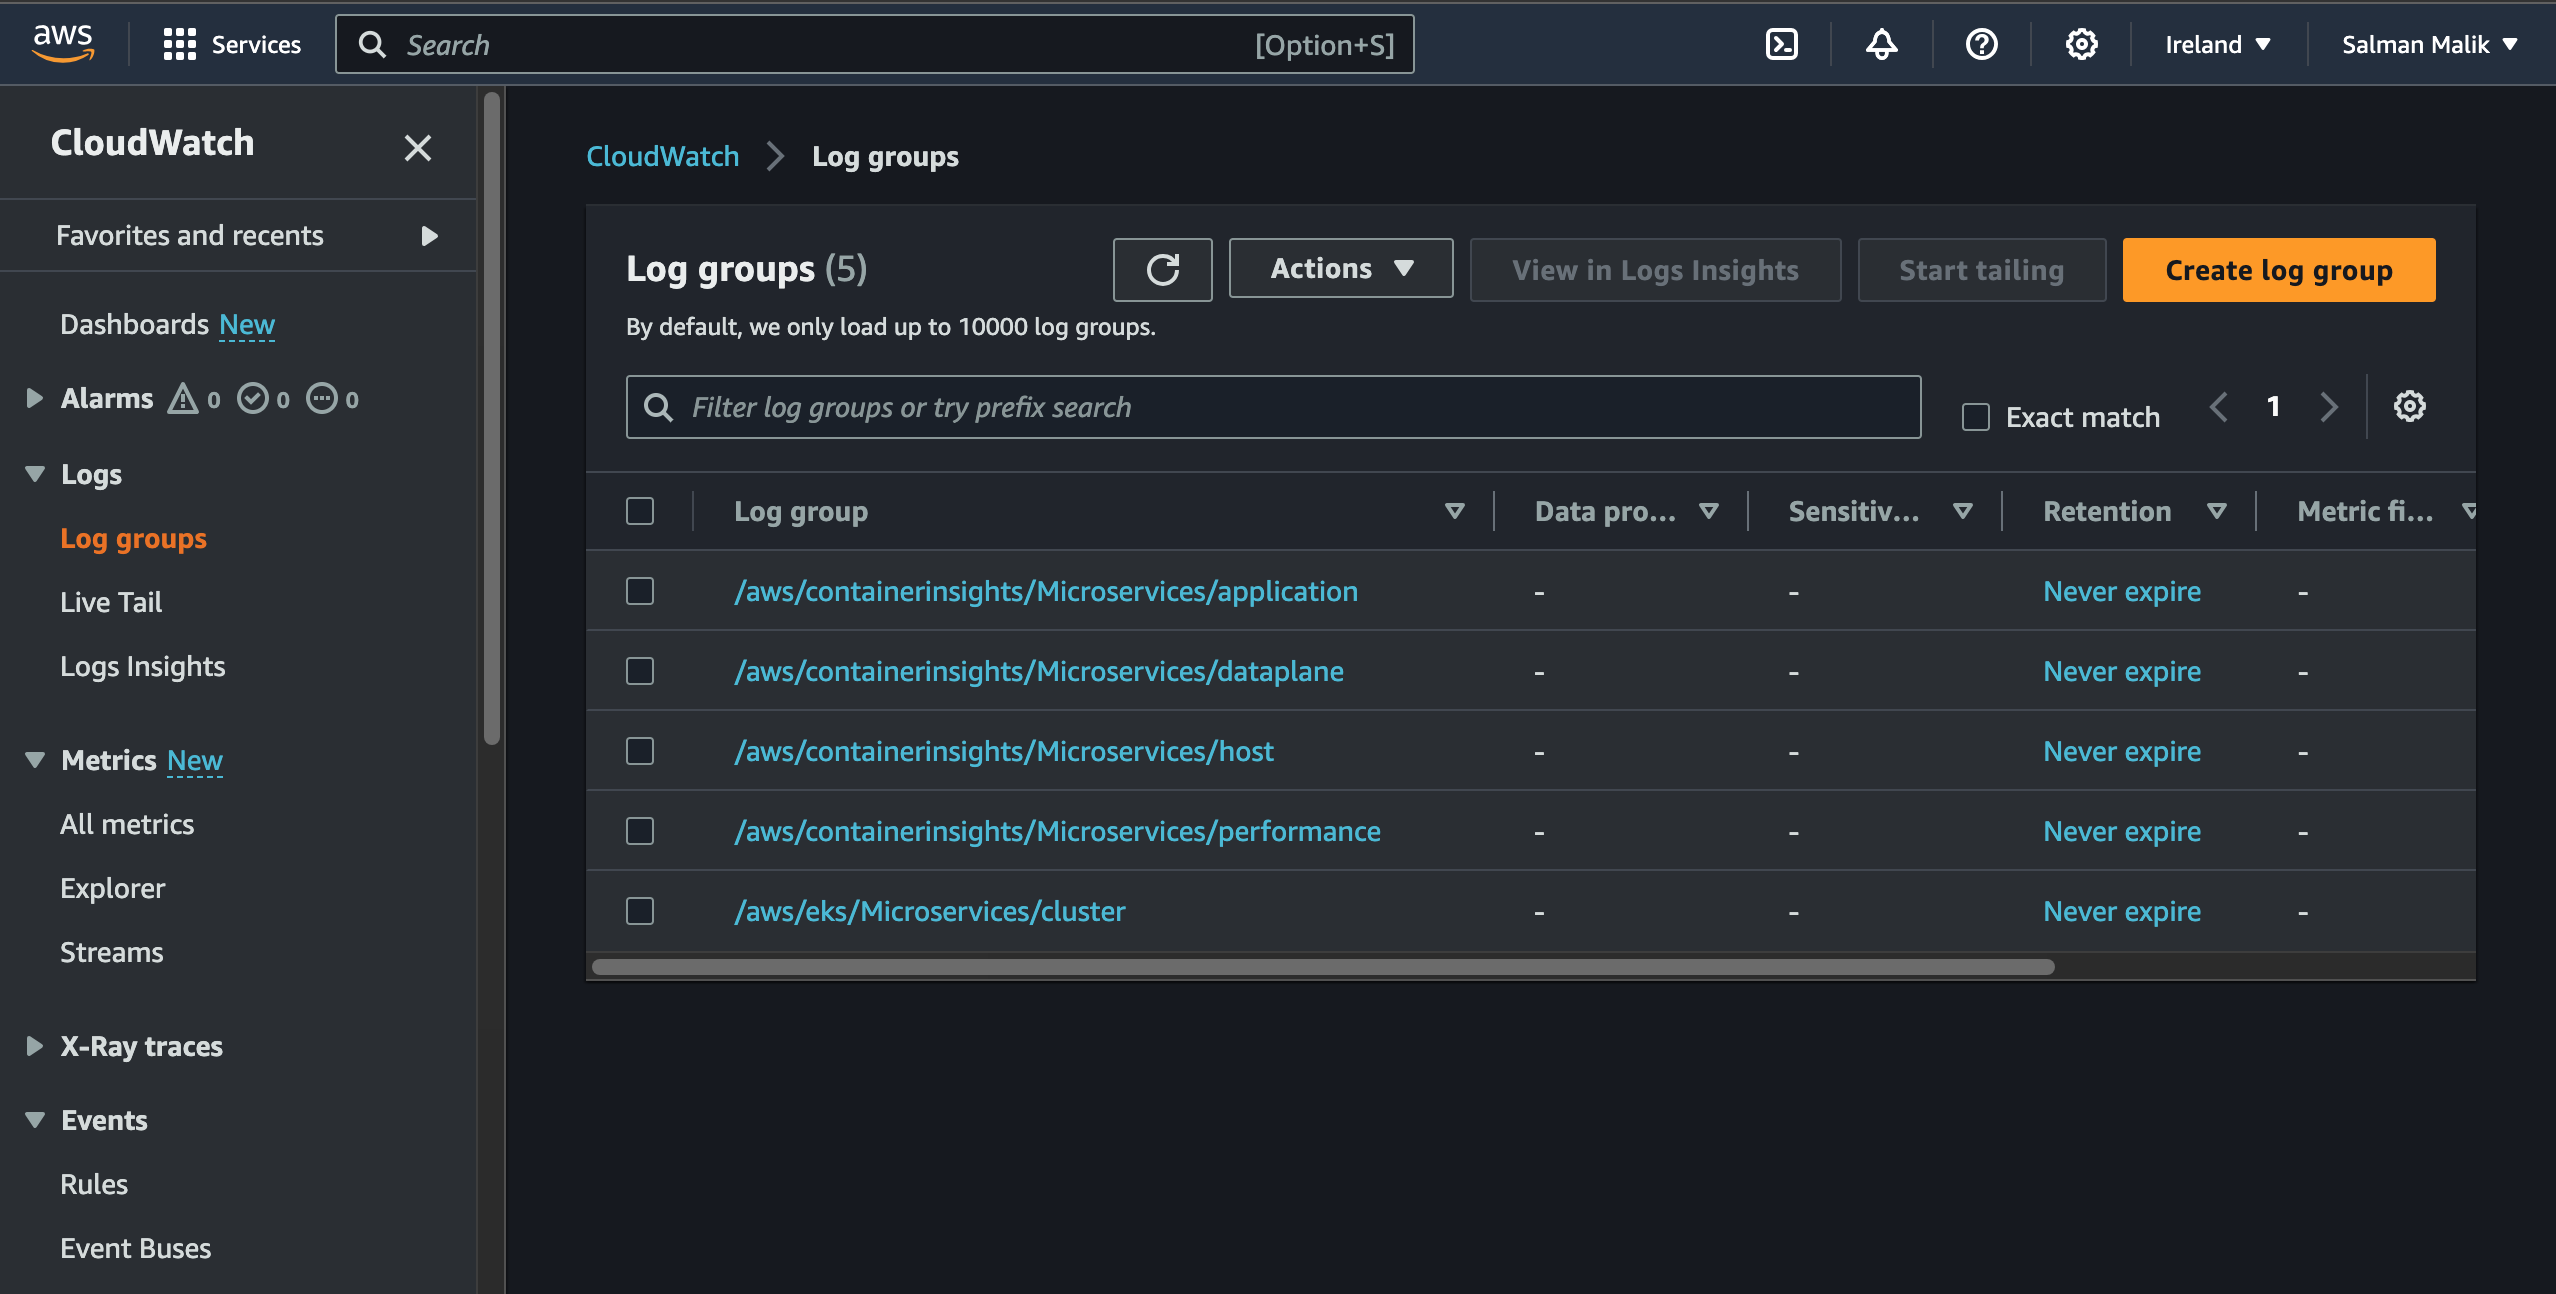 aws
Services
Search
[Option+S]
Ireland
Salman Malik
CloudWatch
Favorites and recents
Dashboards New
Alarms 0 0 0
Logs
Log groups
Live Tail
Logs Insights
Metrics New
All metrics
Explorer
Streams
X-Ray traces
Events
Rules
Event Buses
CloudWatch Log groups
Log groups (5)
Actions
View in Logs Insights
Start tailing
Create log group
By default, we only load up to 10000 log groups.
Filter log groups or try prefix search
Exact match
1
Log group Data pro... Sensitiv... Retention Metric fi...
/aws/containerinsights/Microservices/application - - Never expire -
/aws/containerinsights/Microservices/dataplane - - Never expire -
/aws/containerinsights/Microservices/host - - Never expire -
/aws/containerinsights/Microservices/performance - - Never expire -
/aws/eks/Microservices/cluster - - Never expire -